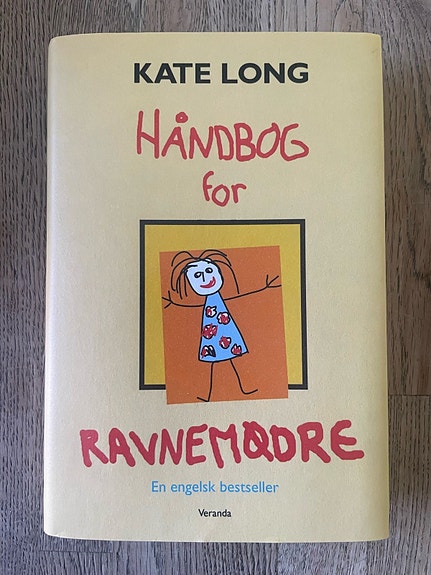 KATE LONG
HÅNDBOG
for
RAVNEMØDRE
En engelsk bestseller
Veranda